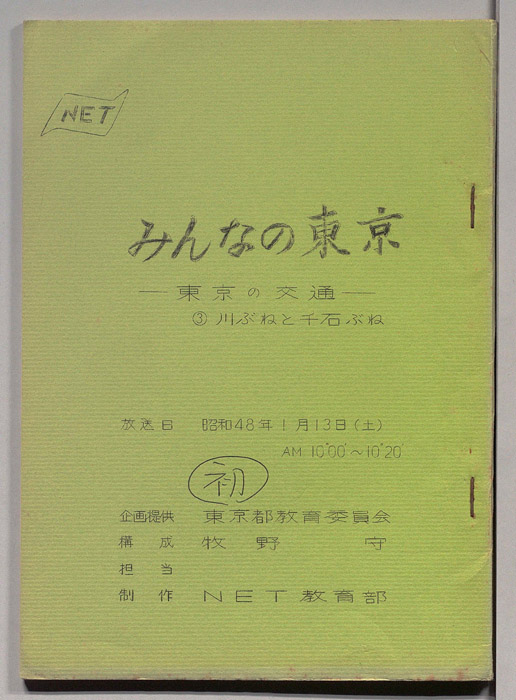 NET
みんなの東京
―東京の交通―
③川ぶねと千石ぶね
放送日 昭和48年1月13日(土)
AM 10°00'〜10°20'
初
企画提供 東京都教育委員会
構成 牧野 守
担当
制作 NET教育部